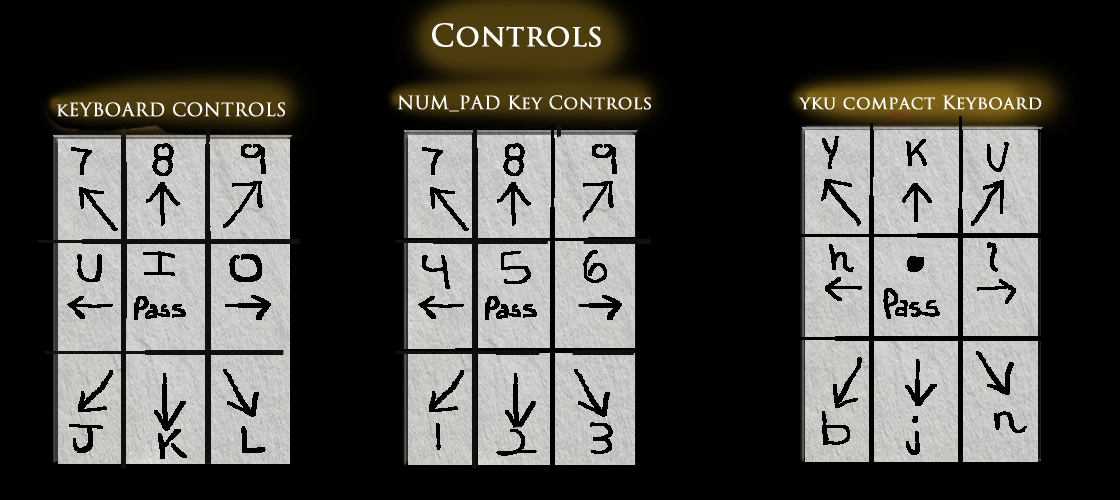 Controls
KEYBOARD CONTROLS
NUM_PAD Key Controls
YKU COMPACT Keyboard
7 8 9
U I O
Pass
J K L
7 8 9
4 5 6
Pass
1 2 3
y K U
h . l
Pass
b j n